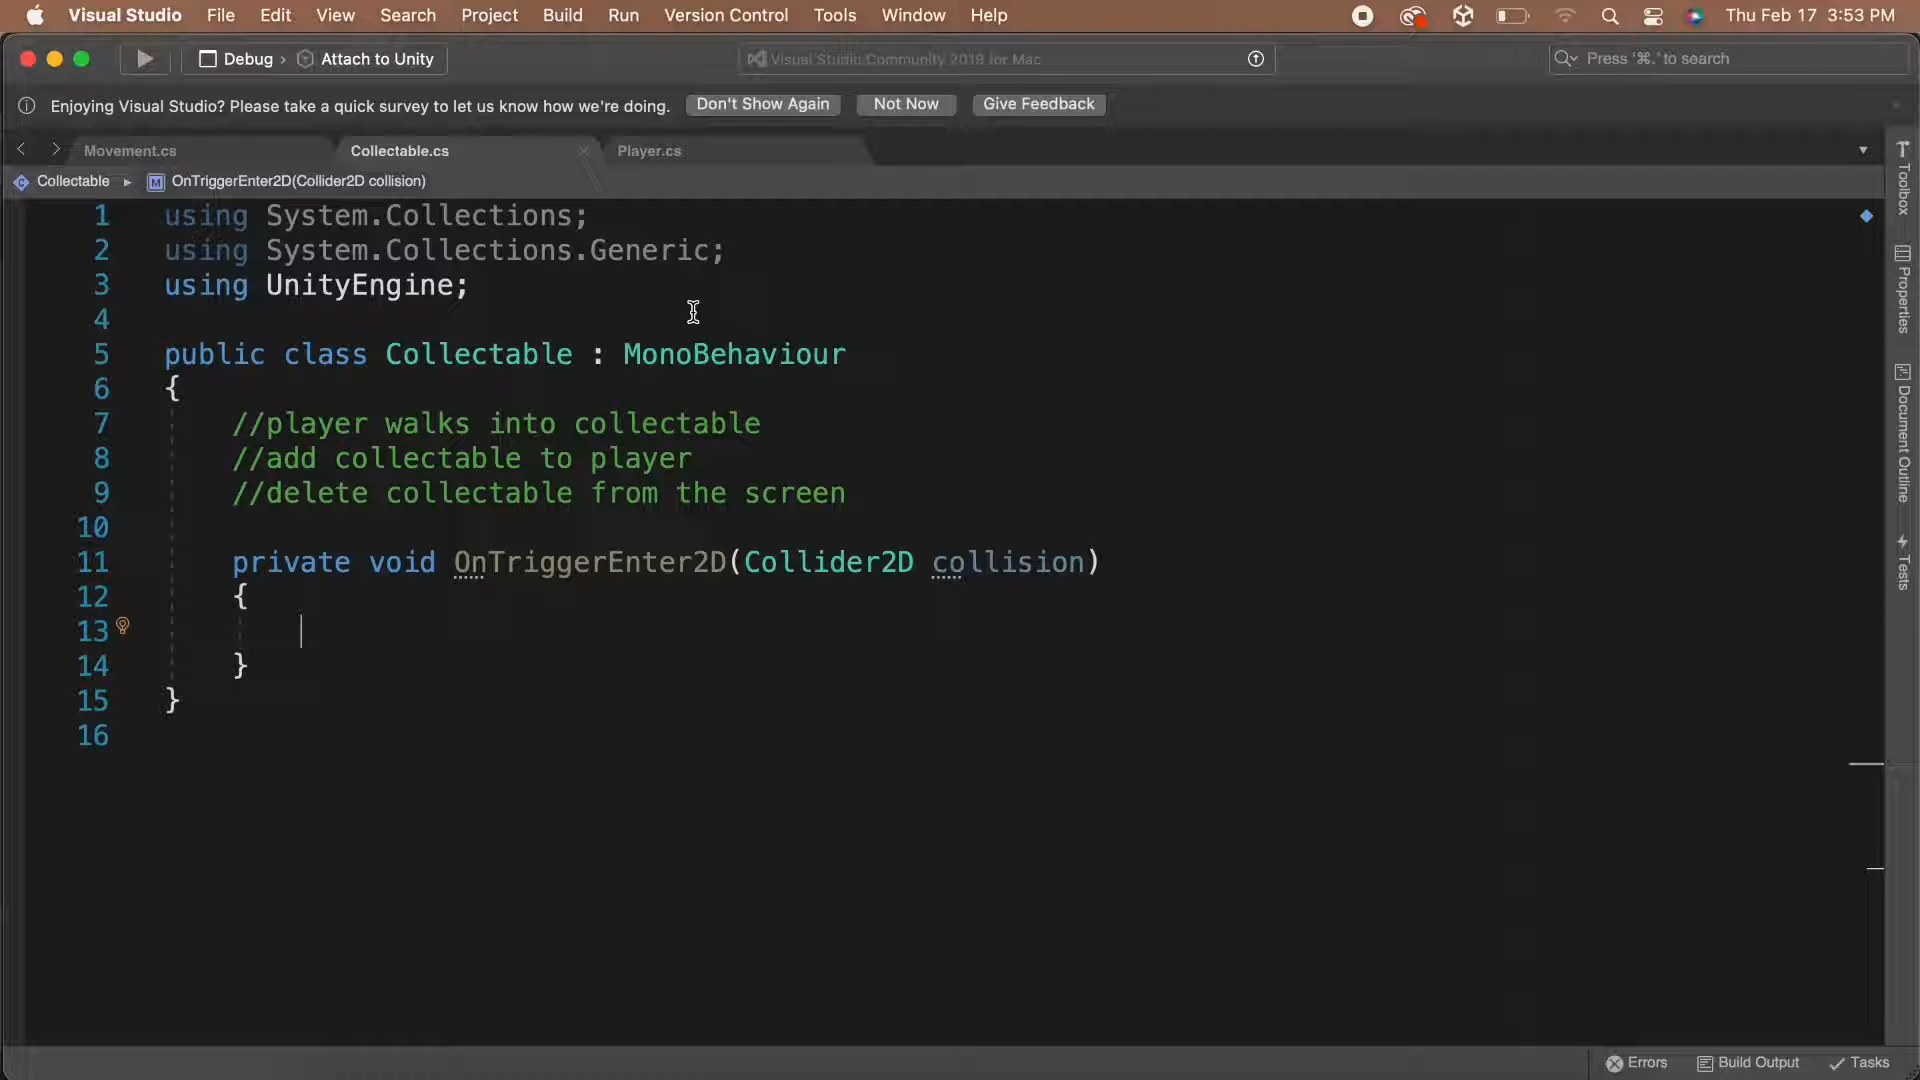 Visual Studio File Edit View Search Project Build Run Version Control Tools Window Help Thu Feb 17 3:53 PM
Debug › Attach to Unity Visual Studio Community 2019 for Mac Press '⌘.' to search
Enjoying Visual Studio? Please take a quick survey to let us know how we're doing. Don't Show Again Not Now Give Feedback
Movement.cs Collectable.cs Player.cs
Collectable ▸ M OnTriggerEnter2D(Collider2D collision)
1 using System.Collections;
2 using System.Collections.Generic;
3 using UnityEngine;
4
5 public class Collectable : MonoBehaviour
6 {
7 //player walks into collectable
8 //add collectable to player
9 //delete collectable from the screen
10
11 private void OnTriggerEnter2D(Collider2D collision)
12 {
13
14 }
15 }
16
Toolbox
Properties
Document Outline
Tests
Errors Build Output Tasks